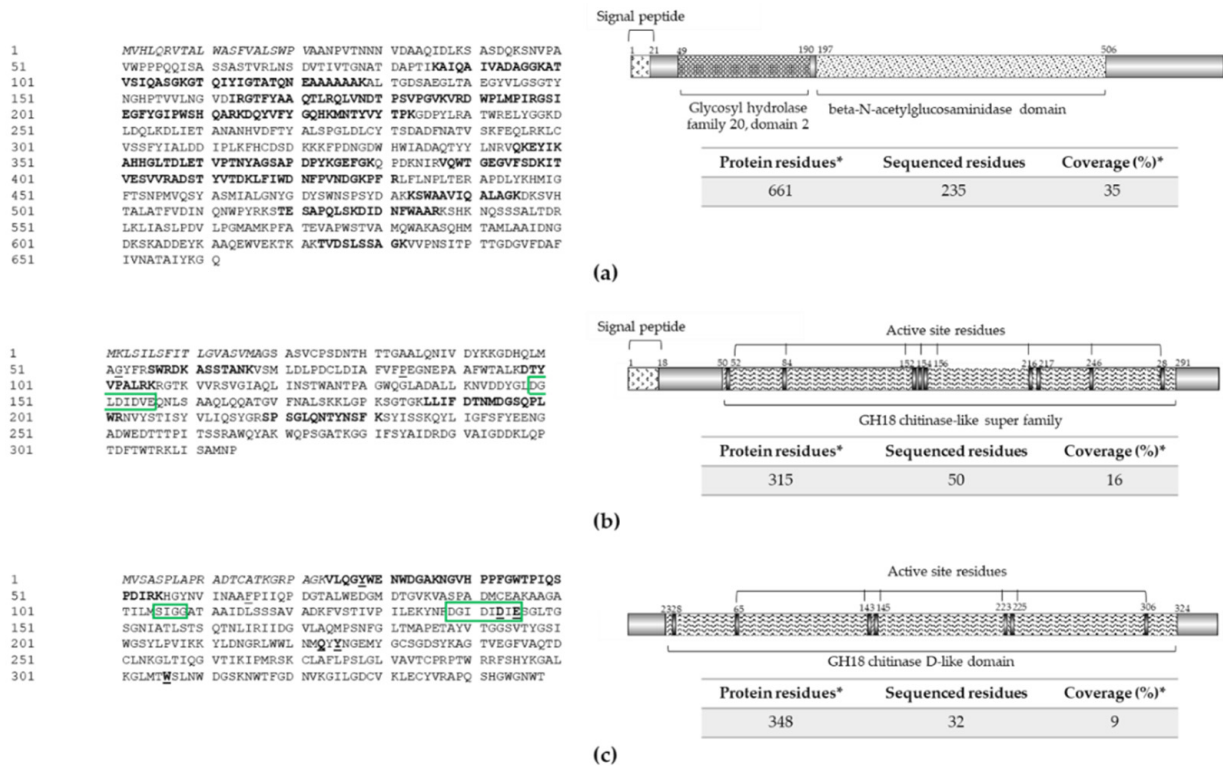 1 MVHLQRVTAL WASFVALSWP VAANPVTNNN VDAAQIDLKS ASDQKSNVPA
51 VWPPPQQISA SSASTVRLNS DVTIVTGNAT DAPTIKAIQA IVADAGGKAT
101 VSIQASGKGT QIYIGTATQN EAAAAAAKAL TGDSAEGLTA EGYVLGSGTY
151 NGHPTVVLNG VDIRGTFYAA QTLRQLVNDT PSVPGVKVRD WPLMPIRGSI
201 EGFYGIPWSH QARKDQYVFY GQHKMNTYVY TPKGDPYLRA TWRELYGGKD
251 LDQLKDLIET ANANHVDFTY ALSPGLDLCY TSDADFNATV SKFEQLRKLC
301 VSSFYIALDD IPLKFHCDSD KKKFPDNGDW HWIADAQTYY LNRVQKEYIK
351 AHHGLTDLET VPTNYAGSAP DPYKGEFGKQ PDKNIRVQWT GEGVFSDKIT
401 VESVVRADST YVTDKLFIWD NFPVNDGKPF RLFLNPLTER APDLYKHMIG
451 FTSNPMVQSY ASMIALGNYG DYSWNSPSYD AKKSWAAVIQ ALAGKDKSVH
501 TALATFVDIN QNWPYRKSTE SAPQLSKDID NFWAARKSHK NQSSSALTDR
551 LKLIASLPDV LPGMAMKPFA TEVAPWSTVA MQWAKASQHM TAMLAAIDNG
601 DKSKADDEYK AAQEWVEKTK AKTVDSLSSA GKVVPNSITP TTGDGVFDAF
651 IVNATAIYKG Q
Signal peptide
1 21 49 190 197 506
Glycosyl hydrolase
family 20, domain 2
beta-N-acetylglucosaminidase domain
Protein residues* Sequenced residues Coverage (%)*
661 235 35
(a)
1 MKLSILSFIT LGVASVMAGS ASVCPSDNTH TTGAALQNIV DYKKGDHQLM
51 AGYFRSWRDK ASSTANKVSM LDLPDCLDIA FVFPEGNEPA AFWTALKDTY
101 VPALRKRGTK VVRSVGIAQL INSTWANTPA GWQGLADALL KNVDDYGLDG
151 LDIDVEQNLS AAQLQQATGV FNALSKKLGP KSGTGKLLIF DTNMDGSQPL
201 WRNVYSTISY VLIQSYGRSP SGLQNTYNSF KYISSKQYLI GFSFYEENG
251 ADWEDTTTPI TSSRAWQYAK WQPSGATKGG IFSYAIDRDG VAIGDDKLQP
301 TDFTWTRKLI SAMNP
Signal peptide
Active site residues
1 18 50 52 84 152 154 156 216 217 246 28 291
GH18 chitinase-like super family
Protein residues* Sequenced residues Coverage (%)*
315 50 16
(b)
1 MVSASPLAPR ADTCATKGRP AGKVLQGYWE NWDGAKNGVH PPFGWTPIQS
51 PDIRKHGYNV INAAFPIIQP DGTALWEDGM DTGVKVASPA DMCEAKAAGA
101 TILMSIGGAT AAIDLSSSAV ADKFVSTIVP ILEKYNFDGI DIDIESGLTG
151 SGNIATLSTS QTNLIRIIDG VLAQMPSNFG LTMAPETAYV TGGSVTYGSI
201 WGSYLPVIKK YLDNGRLWWL NMQYYNGEMY GCSGDSYKAG TVEGFVAQTD
251 CLNKGLTIQG VTIKIPMRSK CLAFLPSLGL VAVTCPRPTW RRFSHYKGAL
301 KGLMTWSLNW DGSKNWTFGD NVKGILGDCV KLECYVRAPQ SHGWGNWT
Active site residues
23 28 65 143 145 223 225 306 324
GH18 chitinase D-like domain
Protein residues* Sequenced residues Coverage (%)*
348 32 9
(c)